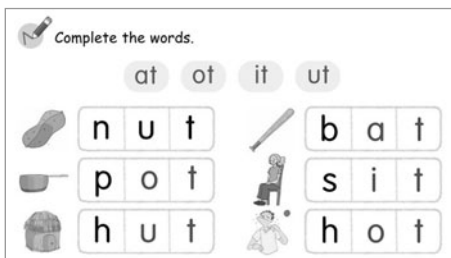 Complete the words.
at ot it ut
n u t b a t
p o t s i t
h u t h o t